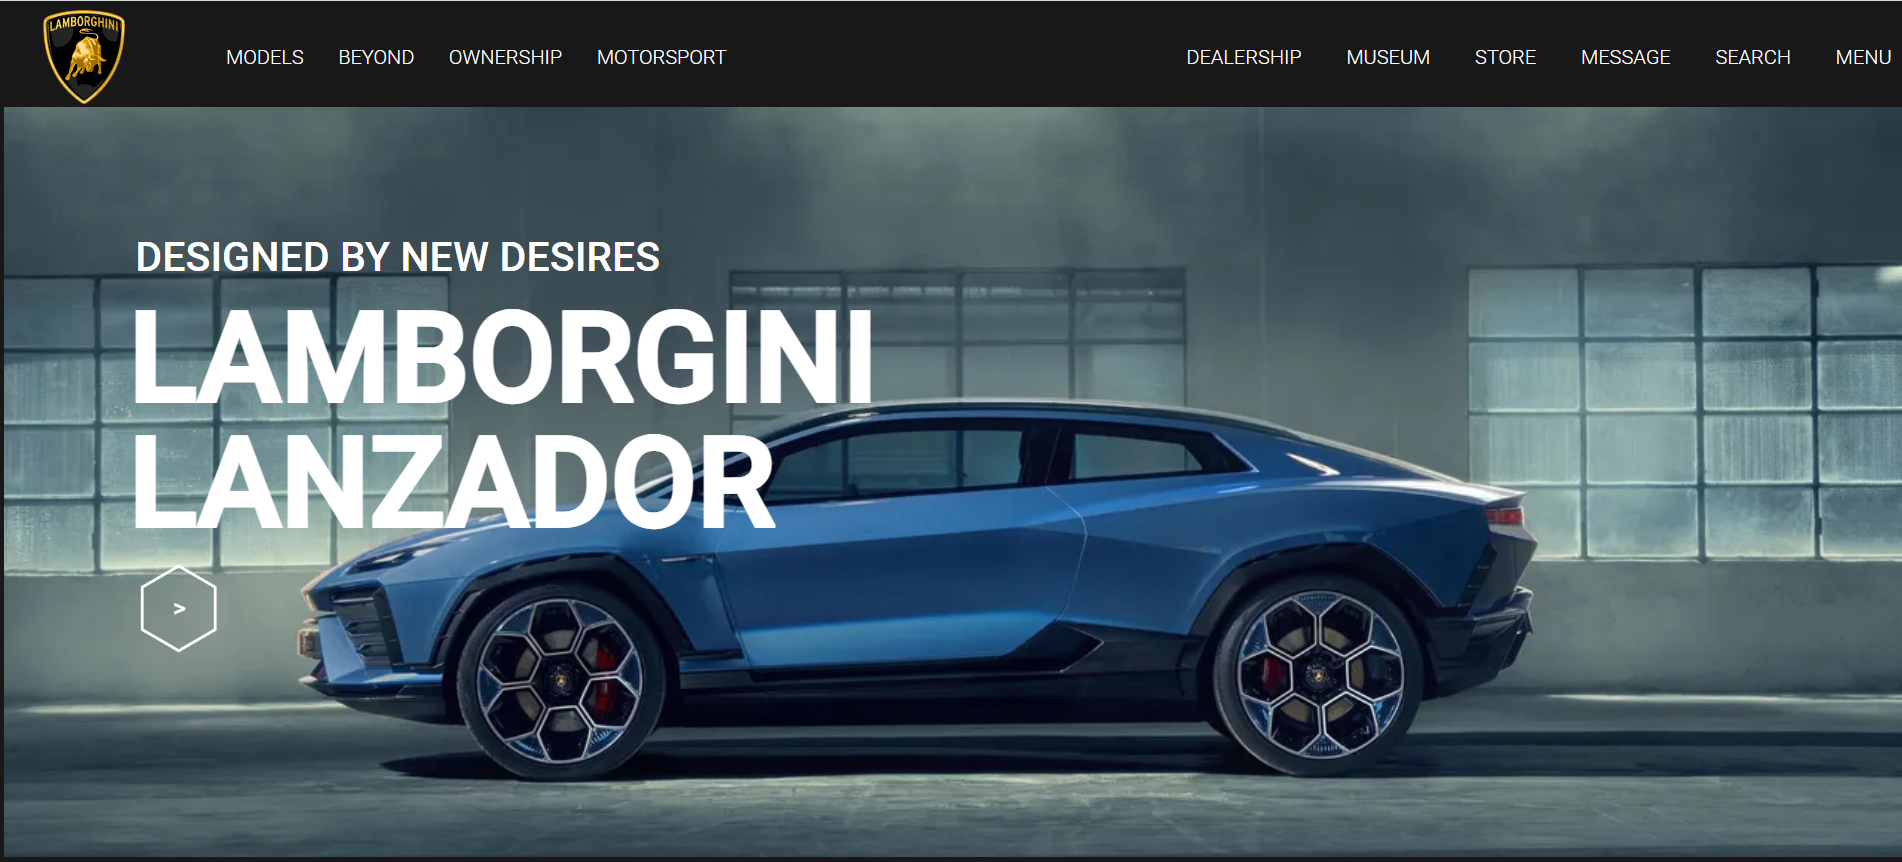 LAMBORGHINI
MODELS BEYOND OWNERSHIP MOTORSPORT DEALERSHIP MUSEUM STORE MESSAGE SEARCH MENU
DESIGNED BY NEW DESIRES
LAMBORGINI
LANZADOR
>